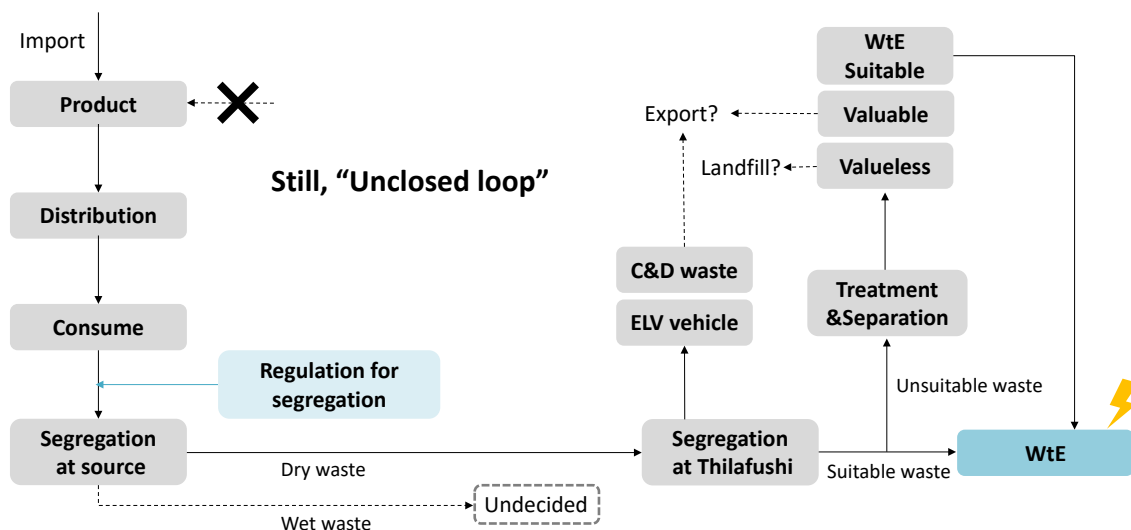 Import
Product
Distribution
Consume
Regulation for
segregation
Segregation
at source
Dry waste
Wet waste
Undecided
Still, “Unclosed loop”
Export?
Landfill?
C&D waste
ELV vehicle
Segregation
at Thilafushi
WtE
Suitable
Valuable
Valueless
Treatment
&Separation
Unsuitable waste
Suitable waste
WtE